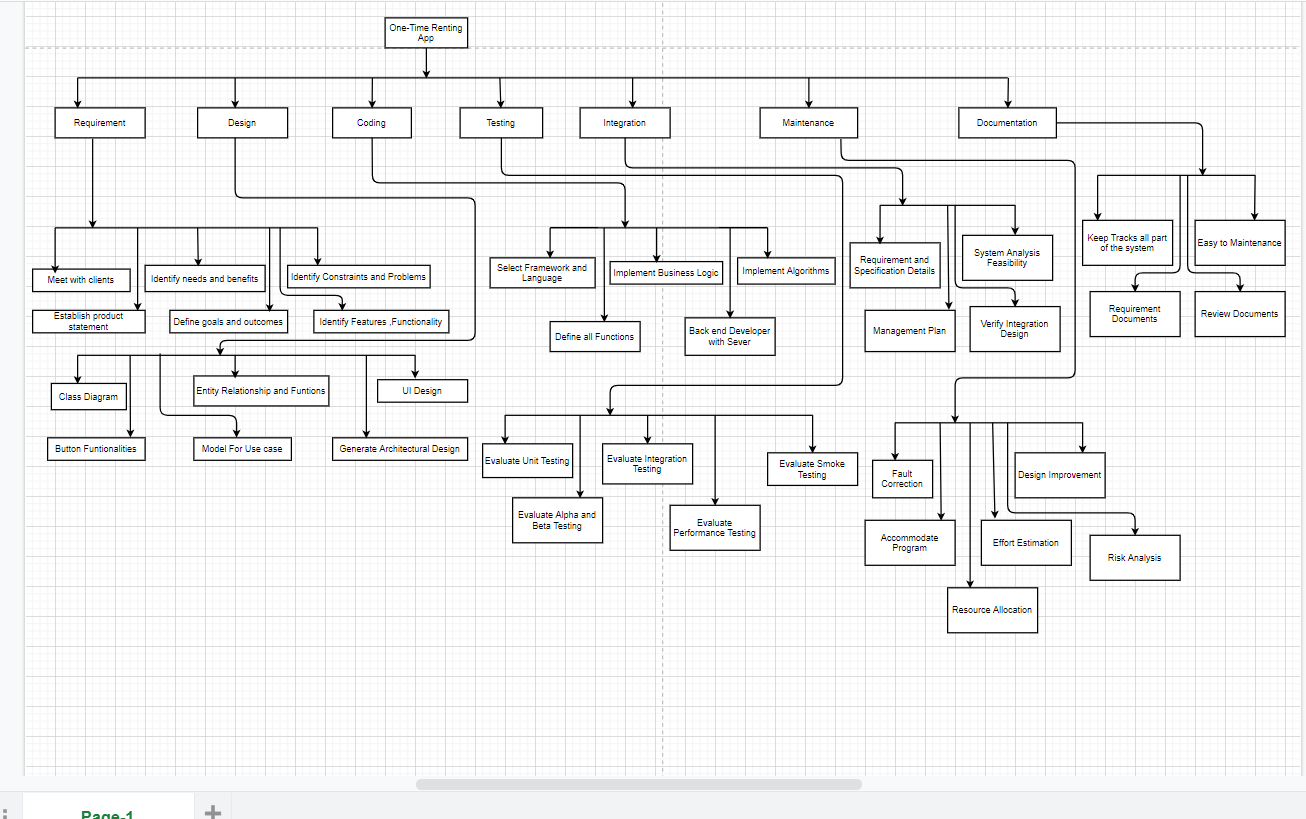 One-Time Renting
App
Requirement
Design
Coding
Testing
Integration
Maintenance
Documentation
Meet with clients
Identify needs and benefits
Identify Constraints and Problems
Establish product
statement
Define goals and outcomes
Identify Features ,Functionality
Select Framework and
Language
Implement Business Logic
Implement Algorithms
Define all Functions
Back end Developer
with Sever
Requirement and
Specification Details
System Analysis
Feasibility
Management Plan
Verify Integration
Design
Keep Tracks all part
of the system
Easy to Maintenance
Requirement
Documents
Review Documents
Class Diagram
Entity Relationship and Funtions
UI Design
Button Funtionalities
Model For Use case
Generate Architectural Design
Evaluate Unit Testing
Evaluate Integration
Testing
Evaluate Smoke
Testing
Evaluate Alpha and
Beta Testing
Evaluate
Performance Testing
Fault
Correction
Design Improvement
Accommodate
Program
Effort Estimation
Risk Analysis
Resource Allocation
Page-1